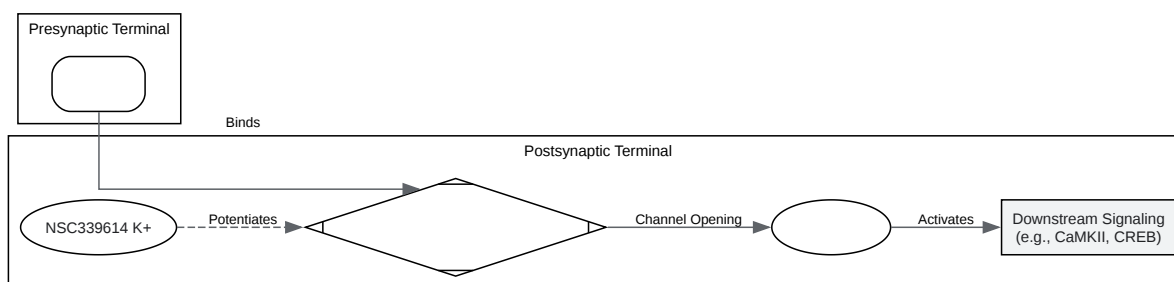 Presynaptic Terminal
Binds
Postsynaptic Terminal
NSC339614 K+
Potentiates
Channel Opening
Activates
Downstream Signaling
(e.g., CaMKII, CREB)